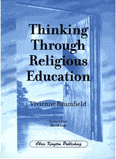 Thinking
Through
Religious
Education
Vivienne Baumfield
Chris Kington Publishing